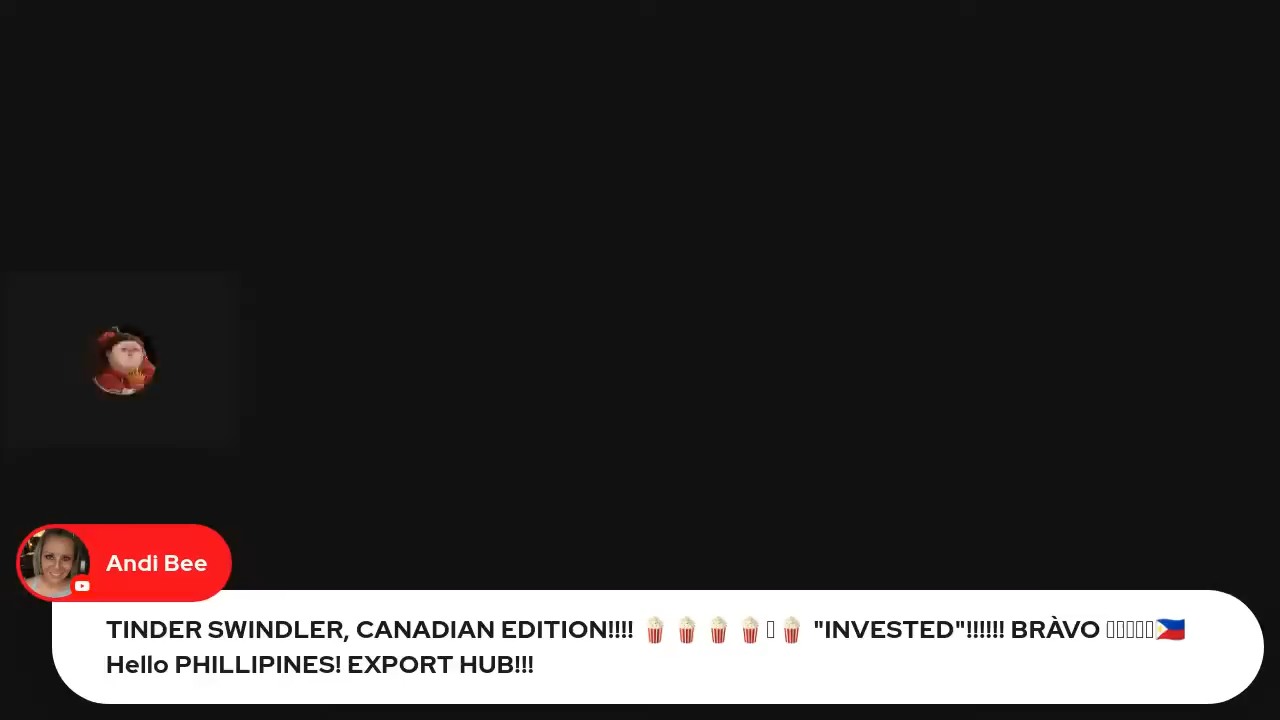 Andi Bee
TINDER SWINDLER, CANADIAN EDITION!!!! 🍿 🍿 🍿 🍿▯ 🍿 "INVESTED"!!!!!! BRÀVO ▯▯▯▯▯🇵🇭
Hello PHILLIPINES! EXPORT HUB!!!